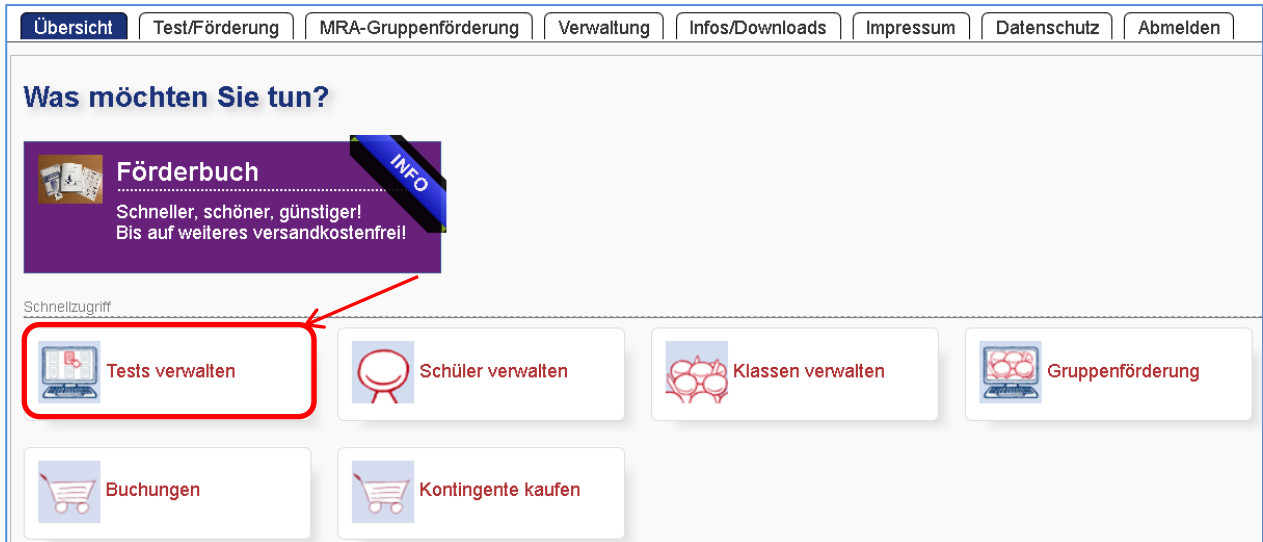 Übersicht Test/Förderung MRA-Gruppenförderung Verwaltung Infos/Downloads Impressum Datenschutz Abmelden
Was möchten Sie tun?
Förderbuch
INFO
Schneller, schöner, günstiger!
Bis auf weiteres versandkostenfrei!
Schnellzugriff
Tests verwalten Schüler verwalten Klassen verwalten Gruppenförderung
Buchungen Kontingente kaufen